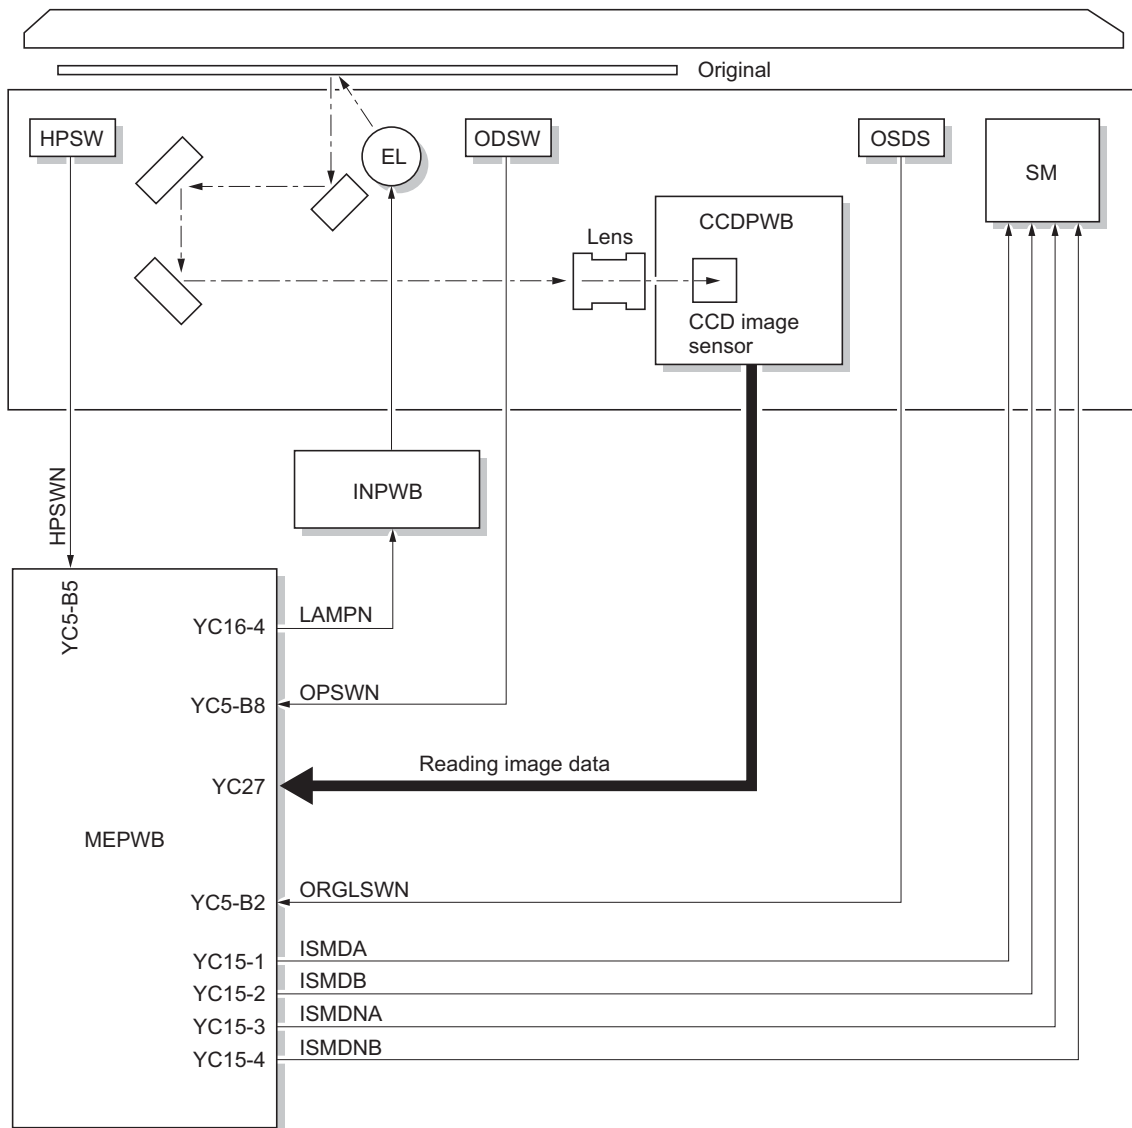 Original
HPSW
EL
ODSW
OSDS
SM
CCDPWB
Lens
CCD image
sensor
HPSWN
INPWB
YC5-B5
YC16-4
LAMPN
YC5-B8
OPSWN
YC27
Reading image data
MEPWB
YC5-B2
ORGLSWN
YC15-1
ISMDA
YC15-2
ISMDB
YC15-3
ISMDNA
YC15-4
ISMDNB